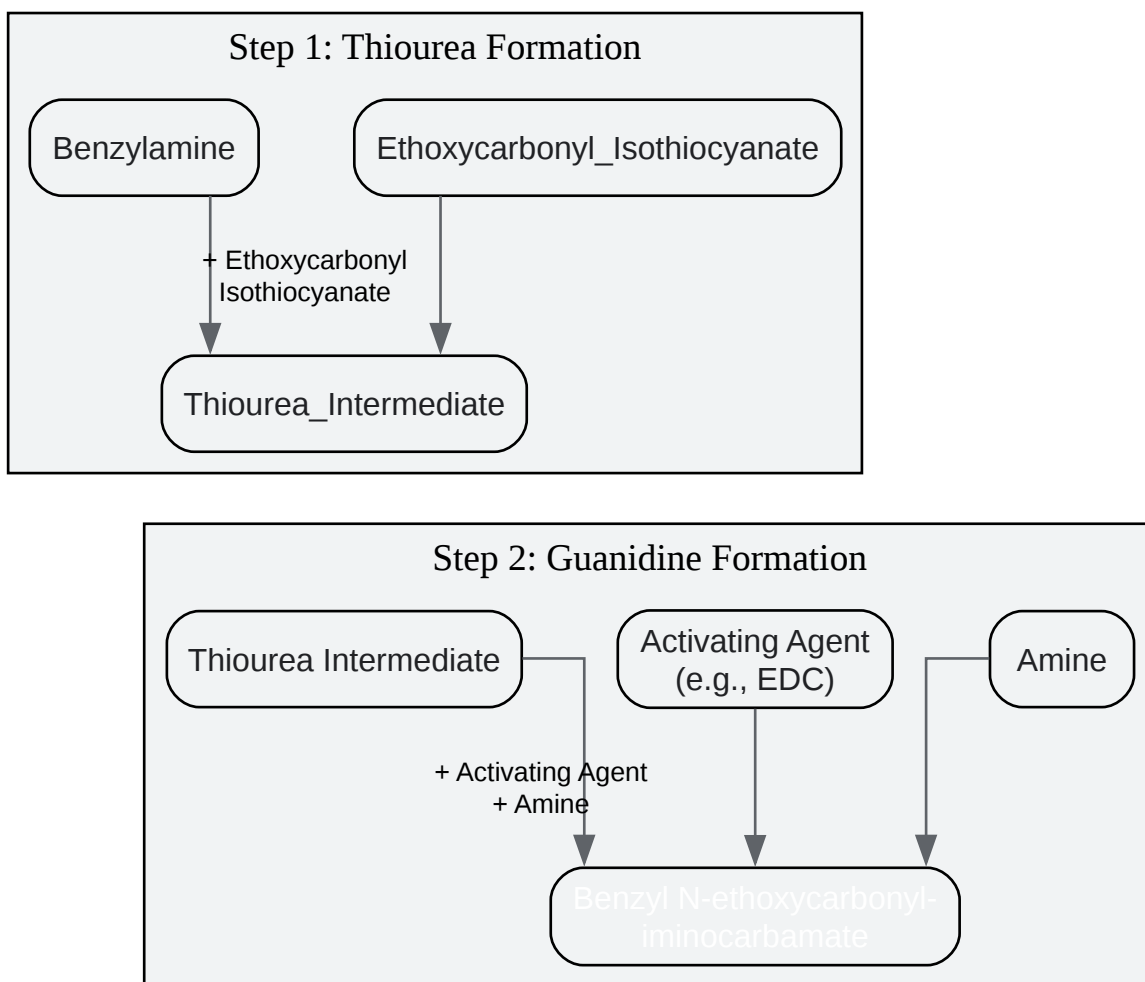 Step 1: Thiourea Formation
Benzylamine
Ethoxycarbonyl_Isothiocyanate
+ Ethoxycarbonyl
Isothiocyanate
Thiourea_Intermediate
Step 2: Guanidine Formation
Thiourea Intermediate
Activating Agent
(e.g., EDC)
Amine
+ Activating Agent
+ Amine
Benzyl N-ethoxycarbonyl-
iminocarbamate